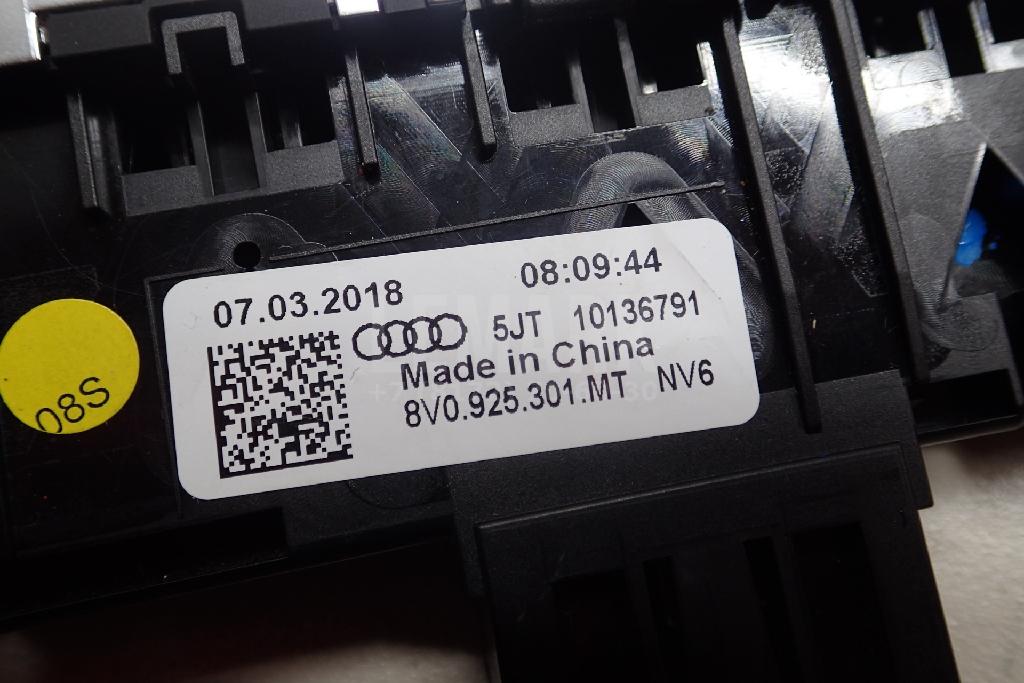 07.03.2018 08:09:44
5JT 10136791
Made in China
8V0.925.301.MT NV6
08S